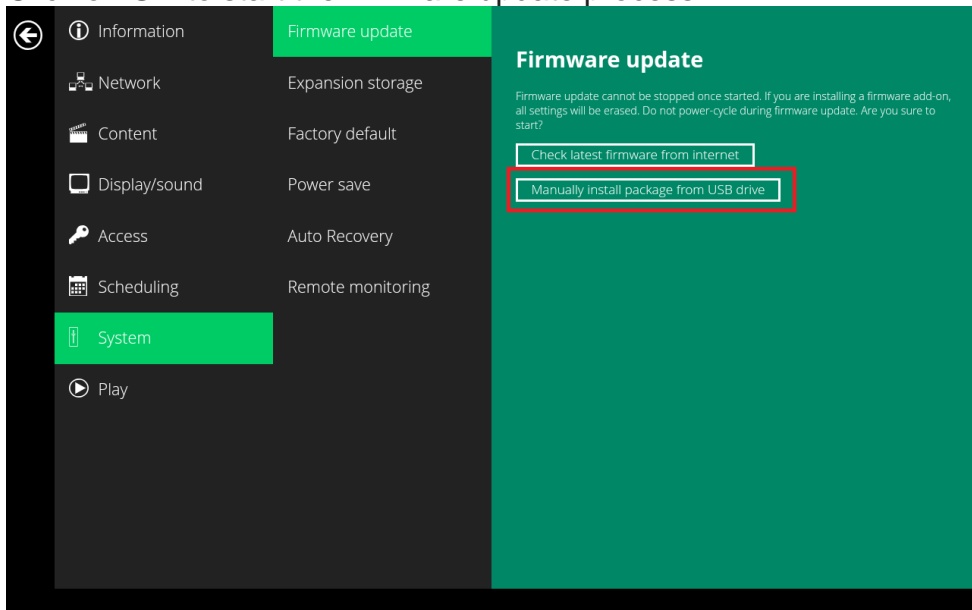 Information
Network
Content
Display/sound
Access
Scheduling
System
Play
Firmware update
Expansion storage
Factory default
Power save
Auto Recovery
Remote monitoring
Firmware update
Firmware update cannot be stopped once started. If you are installing a firmware add-on,
all settings will be erased. Do not power-cycle during firmware update. Are you sure to
start?
Check latest firmware from internet
Manually install package from USB drive